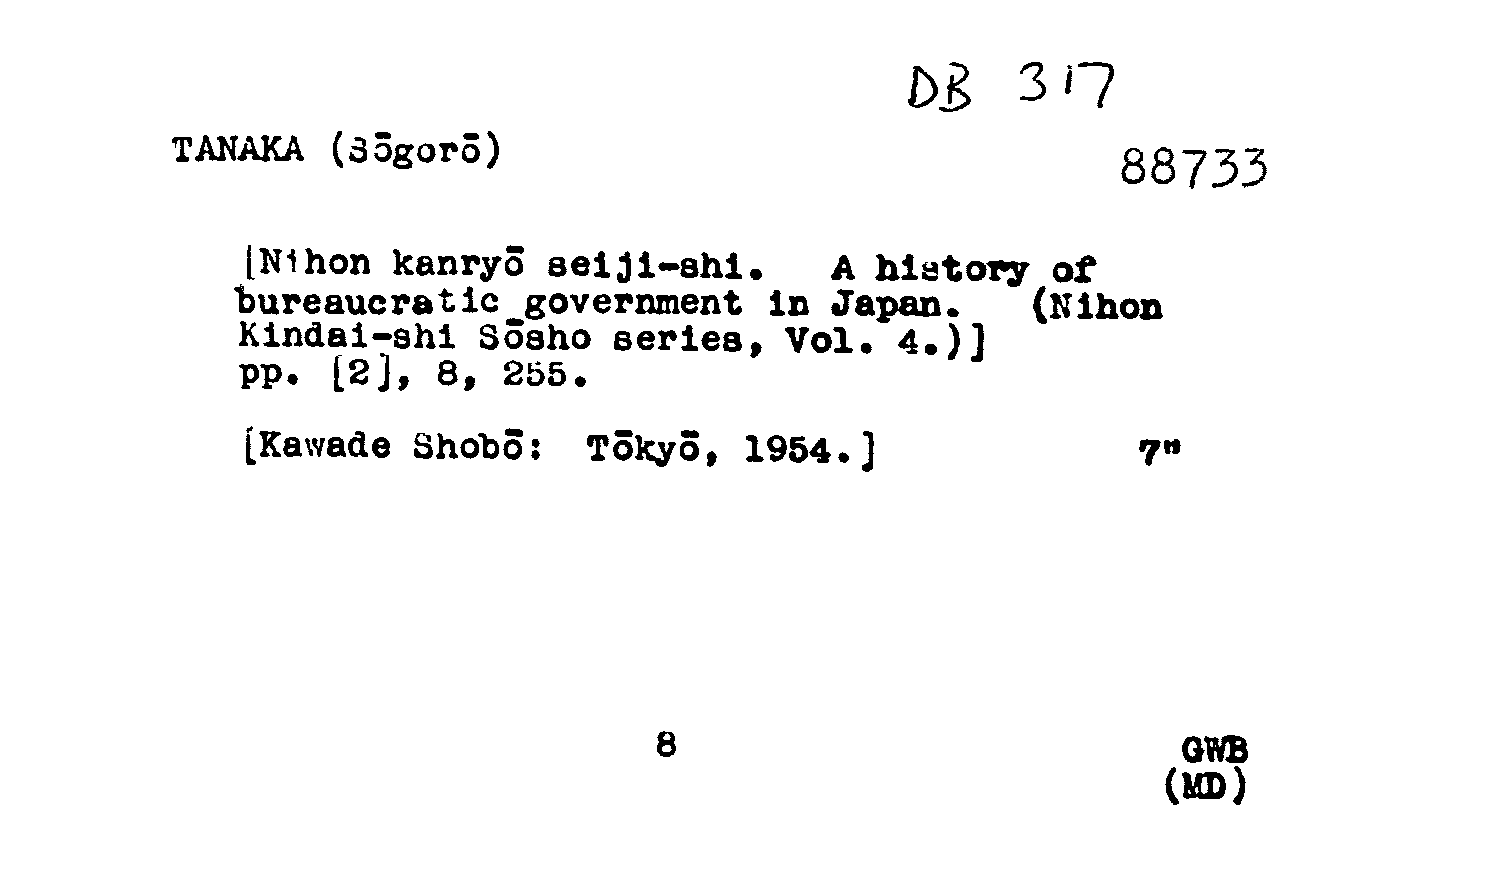 DB 317
TANAKA (Sōgorō)
88733
[Nihon kanryō seiji-shi. A history of
bureaucratic government in Japan. (Nihon
Kindai-shi Sōsho series, Vol. 4.)]
pp. [2], 8, 255.
[Kawade Shobō: Tōkyō, 1954.] 7"
8
GWB
(MD)